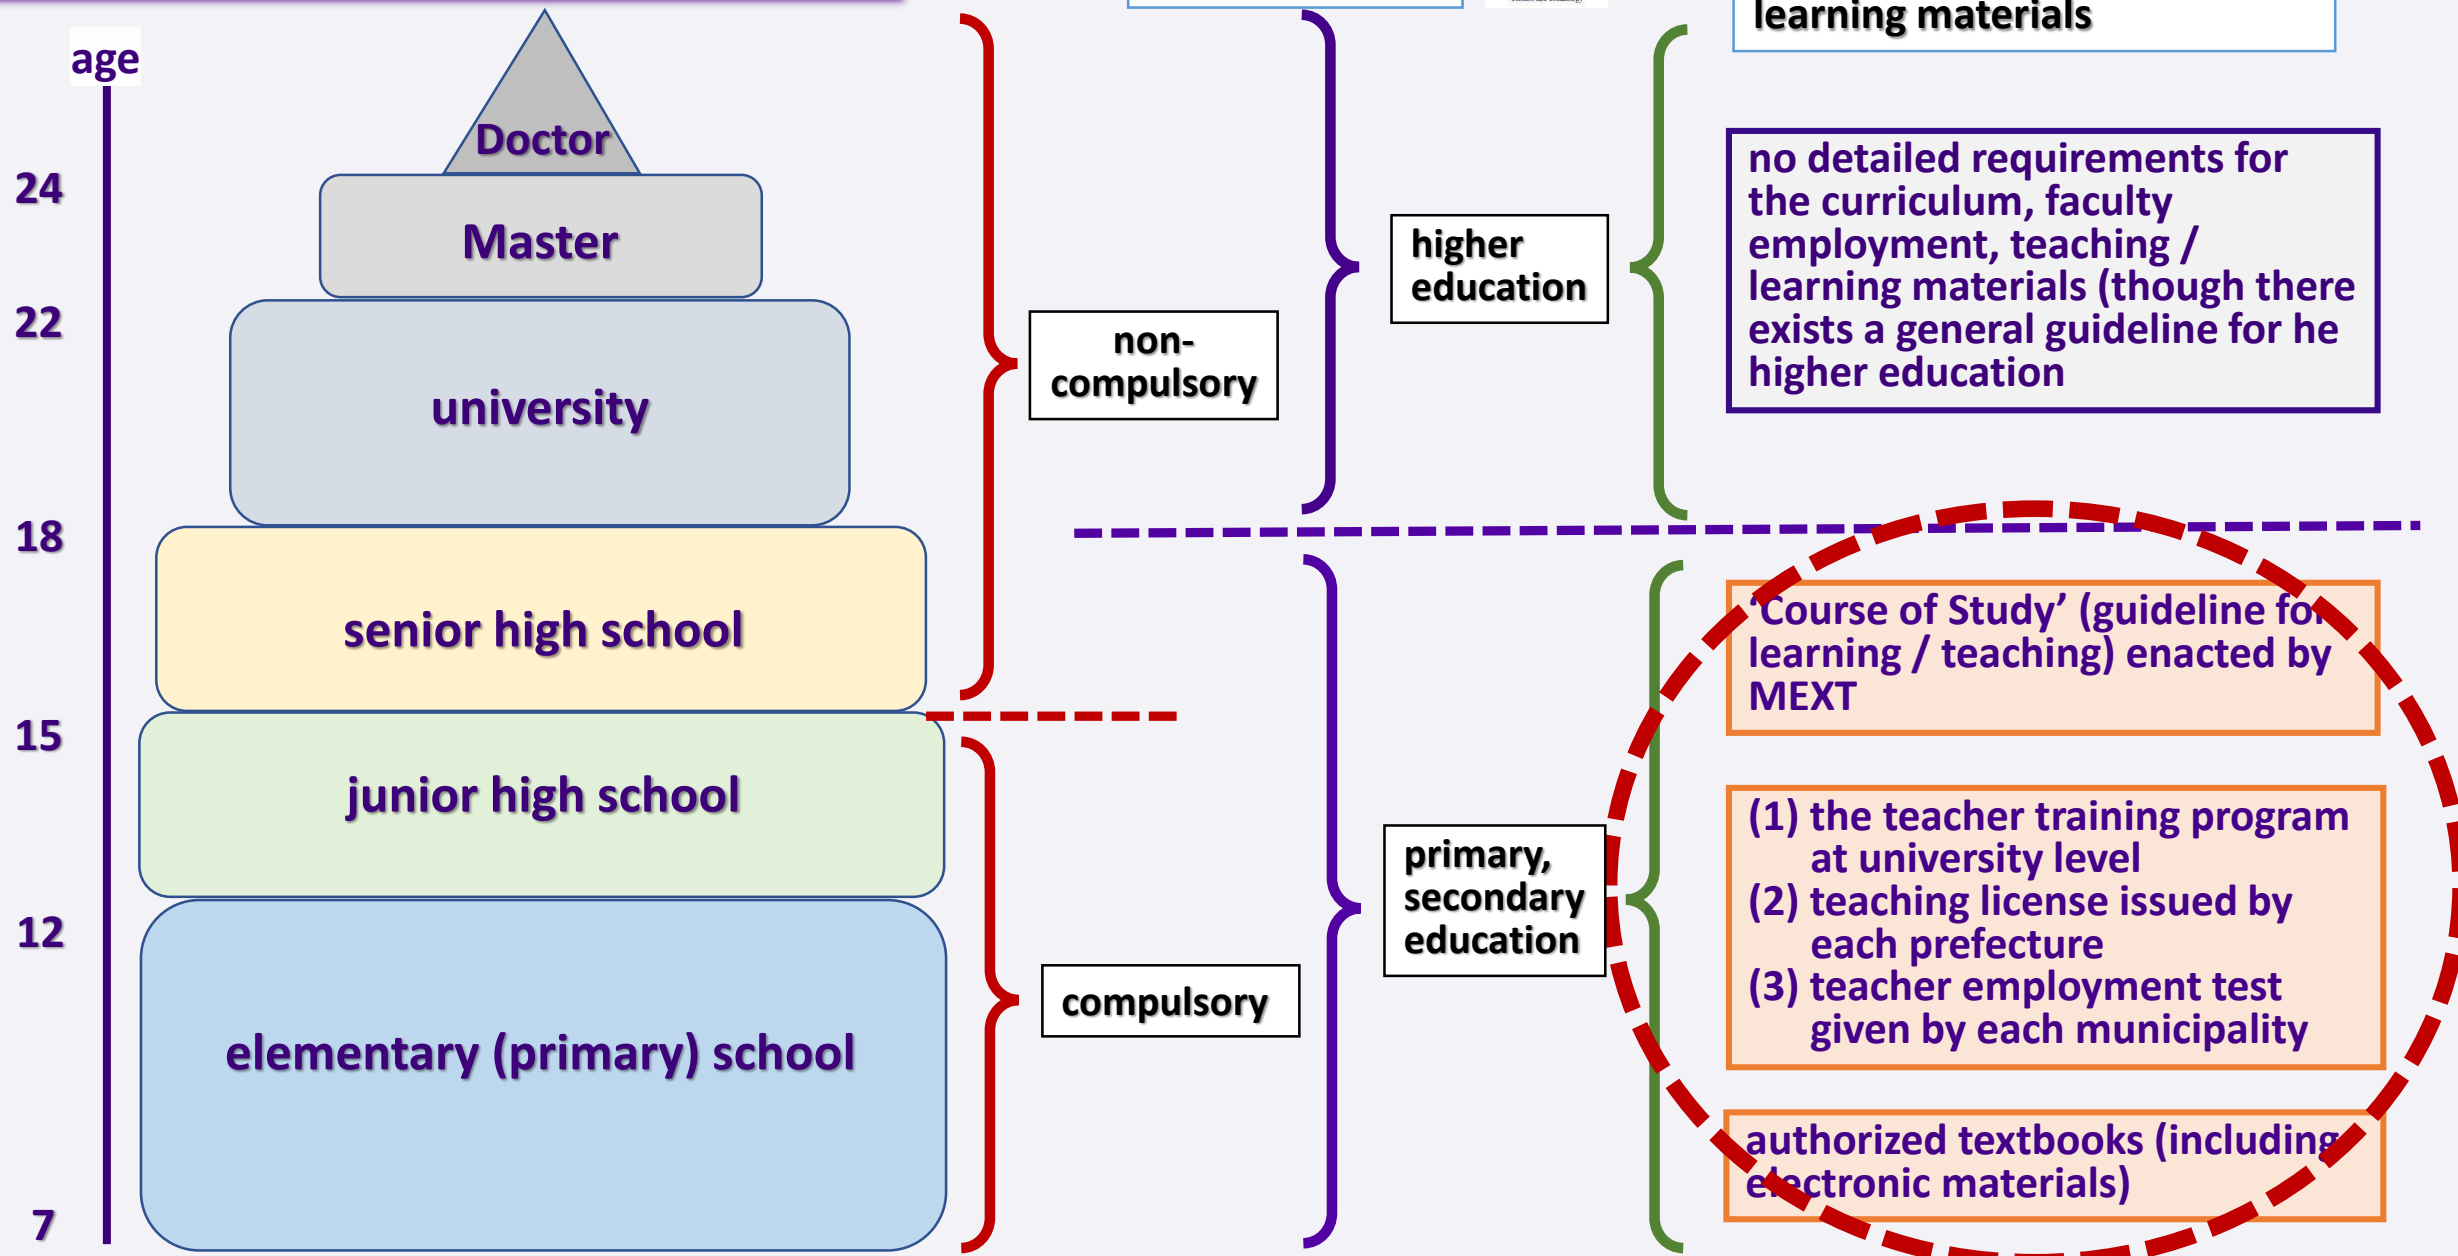 learning materials
age
Doctor
24
Master
22
university
18
senior high school
15
junior high school
12
elementary (primary) school
7
non-
compulsory
compulsory
higher
education
primary,
secondary
education
no detailed requirements for
the curriculum, faculty
employment, teaching /
learning materials (though there
exists a general guideline for he
higher education
‘Course of Study’ (guideline for
learning / teaching) enacted by
MEXT
(1) the teacher training program
at university level
(2) teaching license issued by
each prefecture
(3) teacher employment test
given by each municipality
authorized textbooks (including
electronic materials)